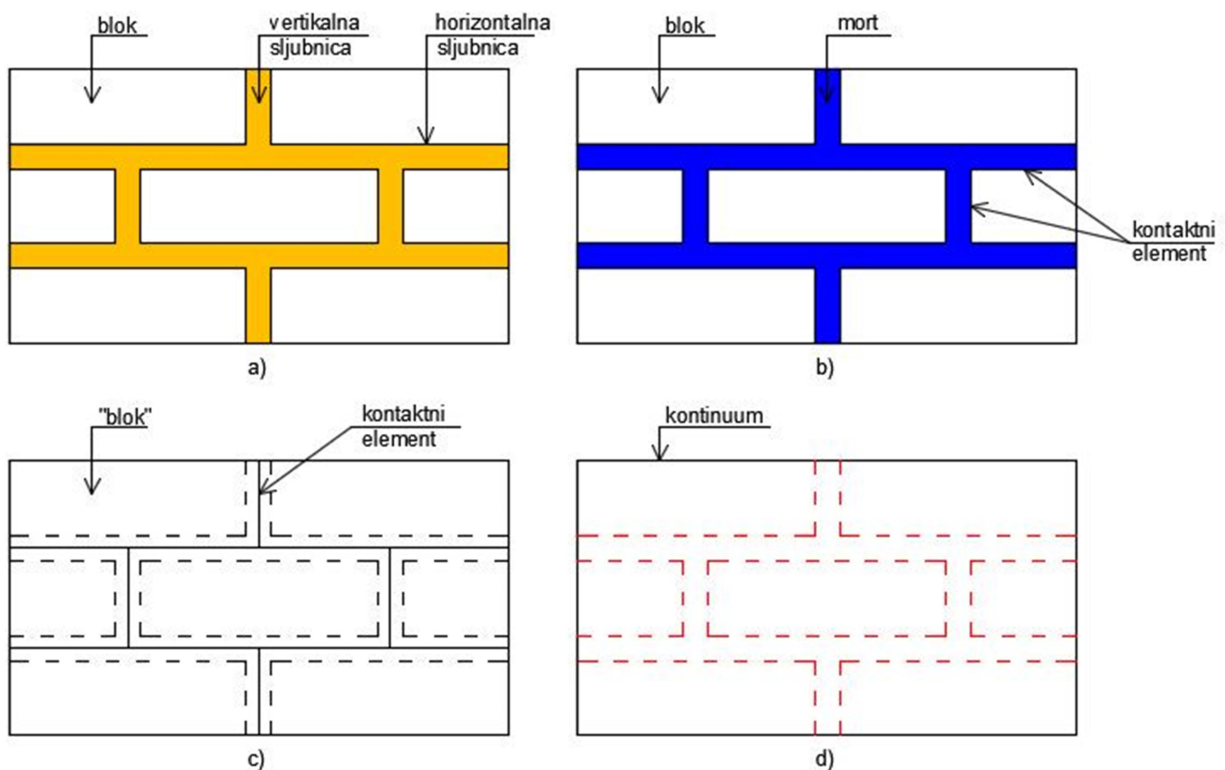 blok
vertikalna
sljubnica
horizontalna
sljubnica
a)
blok
mort
kontaktni
element
b)
"blok"
kontaktni
element
c)
kontinuum
d)